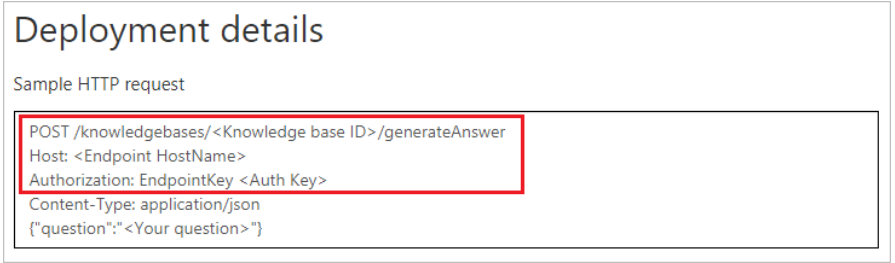 Deployment details
Sample HTTP request
POST /knowledgebases/<Knowledge base ID>/generateAnswer
Host: <Endpoint HostName>
Authorization: EndpointKey <Auth Key>
Content-Type: application/json
{"question":"<Your question>"}